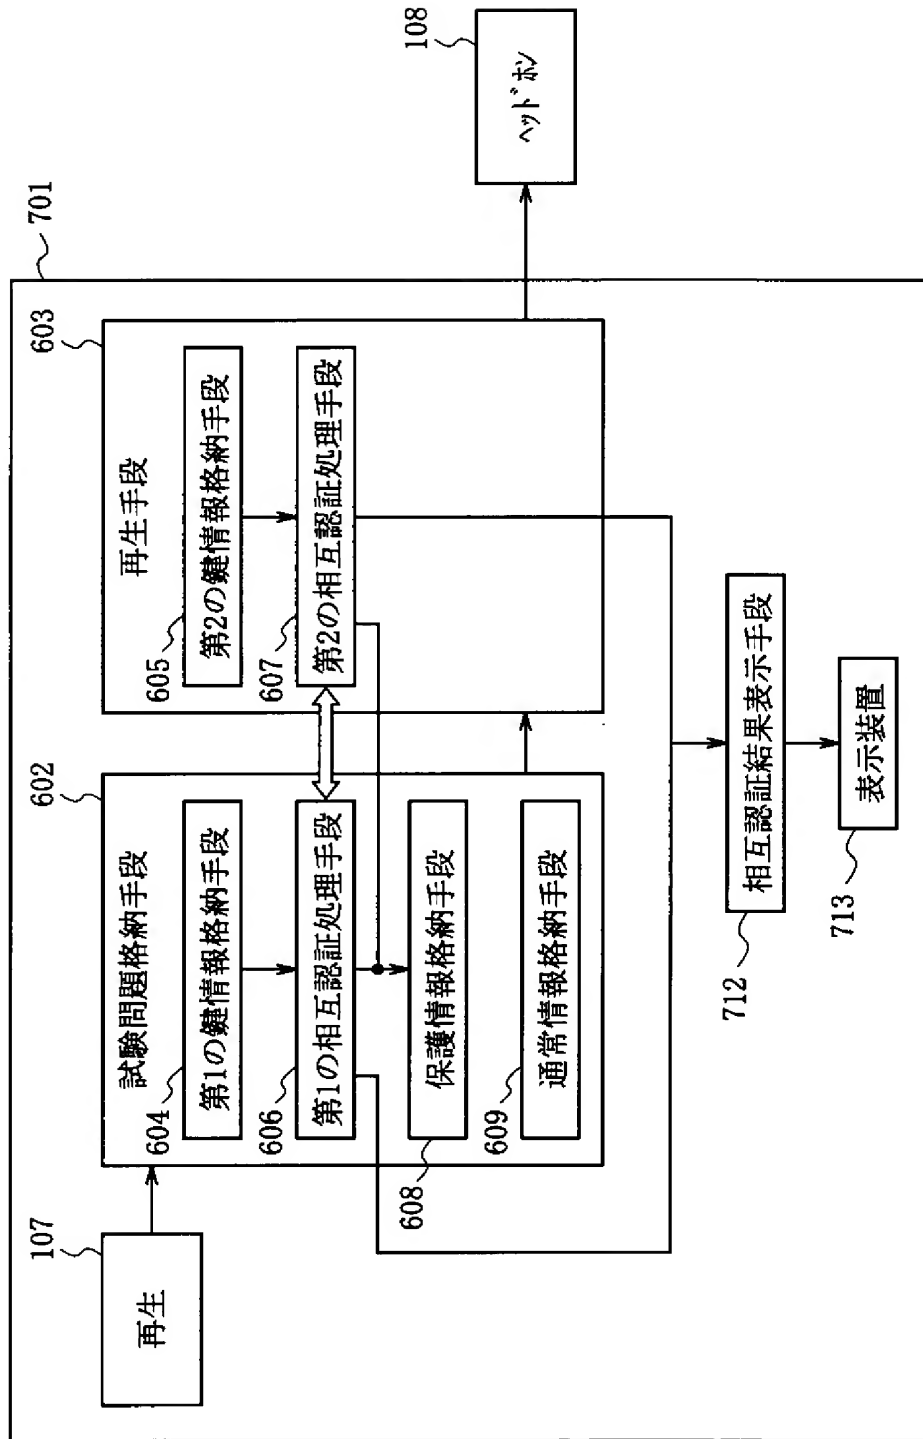 107
再生
602
試験問題格納手段
604
第1の鍵情報格納手段
606
第1の相互認証処理手段
608
保護情報格納手段
609
通常情報格納手段
603
再生手段
605
第2の鍵情報格納手段
607
第2の相互認証処理手段
701
108
ヘッドホン
712
相互認証結果表示手段
713
表示装置